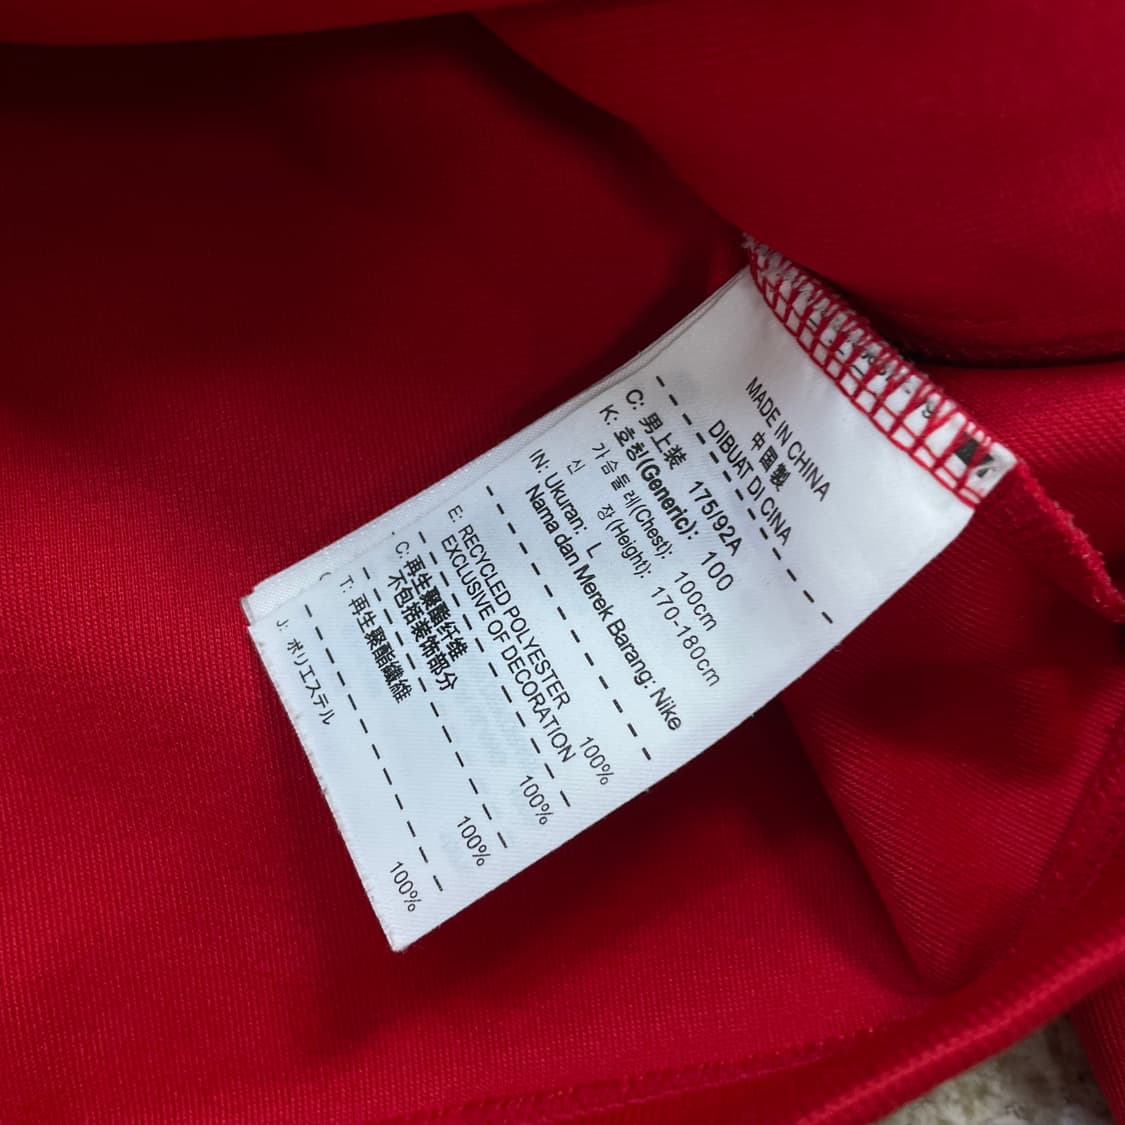 MADE IN CHINA
中國製
DIBUAT DI CINA
C: 男上装 175/92A
K: 호칭(Generic): 100
가슴둘레(Chest): 100cm
신 장(Height): 170-180cm
IN: Ukuran: L
Nama dan Merek Barang: Nike
E: RECYCLED POLYESTER 100%
EXCLUSIVE OF DECORATION
C: 再生聚酯纤维 100%
不包括装饰部分
T: 再生聚酯纖維 100%
J: ポリエステル 100%